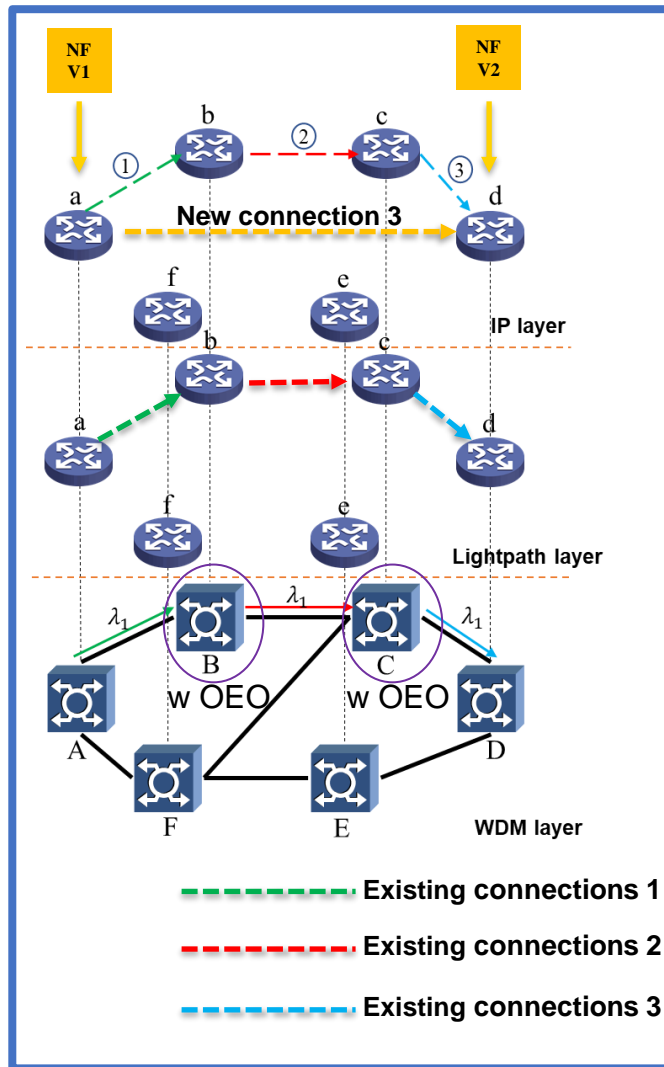 NF
V1
NF
V2
b
c
①
②
③
a
New connection 3
d
f
e
IP layer
b
c
a
d
f
e
Lightpath layer
λ₁
λ₁
λ₁
B
C
w OEO
w OEO
A
D
F
E
WDM layer
Existing connections 1
Existing connections 2
Existing connections 3